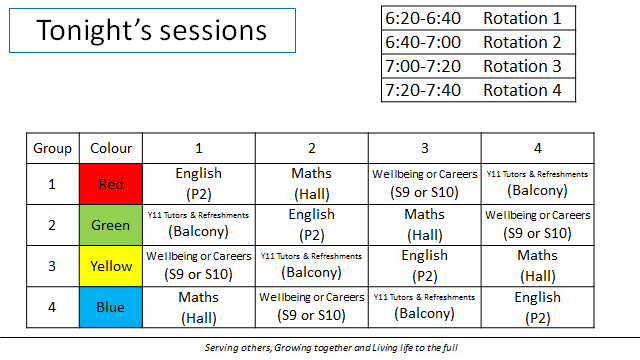 Tonight’s sessions
6:20-6:40 Rotation 1
6:40-7:00 Rotation 2
7:00-7:20 Rotation 3
7:20-7:40 Rotation 4
Group Colour 1 2 3 4
1 Red English (P2) Maths (Hall) Wellbeing or Careers (S9 or S10) Y11 Tutors & Refreshments (Balcony)
2 Green Y11 Tutors & Refreshments (Balcony) English (P2) Maths (Hall) Wellbeing or Careers (S9 or S10)
3 Yellow Wellbeing or Careers (S9 or S10) Y11 Tutors & Refreshments (Balcony) English (P2) Maths (Hall)
4 Blue Maths (Hall) Wellbeing or Careers (S9 or S10) Y11 Tutors & Refreshments (Balcony) English (P2)
Serving others, Growing together and Living life to the full